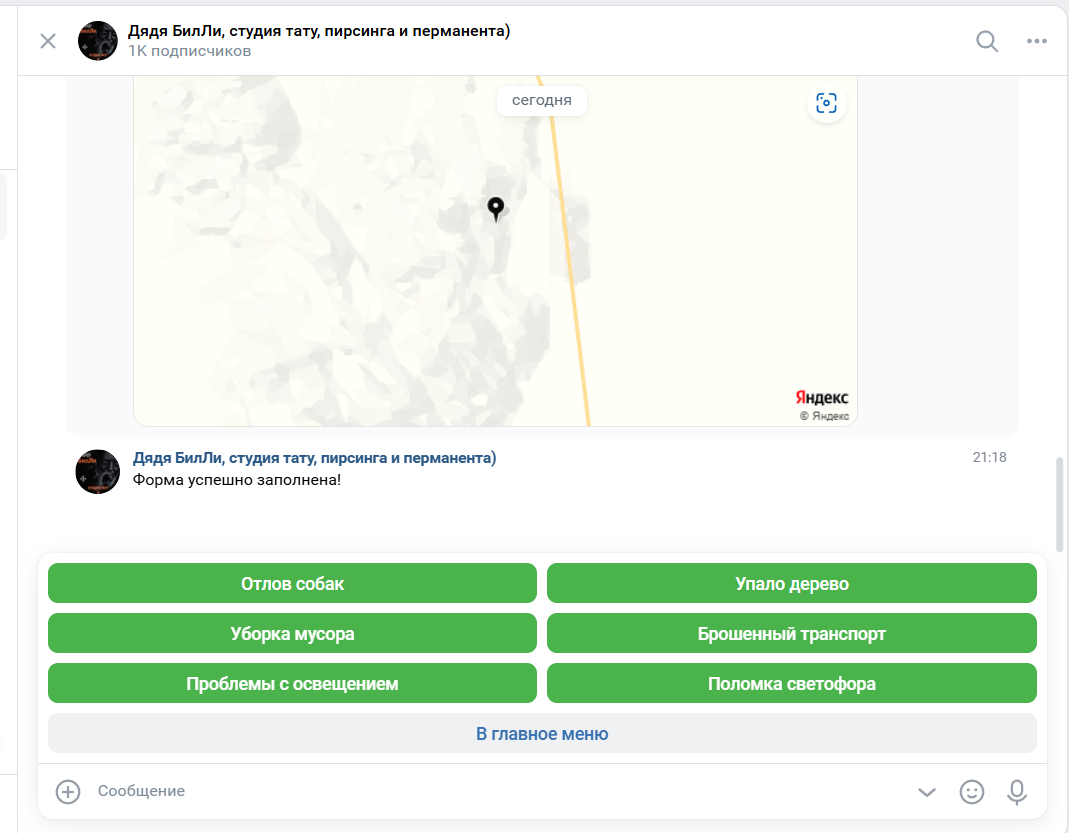 Дядя БилЛи, студия тату, пирсинга и перманента)
1K подписчиков
сегодня
Яндекс
© Яндекс
Дядя БилЛи, студия тату, пирсинга и перманента)
21:18
Форма успешно заполнена!
Отлов собак
Упало дерево
Уборка мусора
Брошенный транспорт
Проблемы с освещением
Поломка светофора
В главное меню
Сообщение